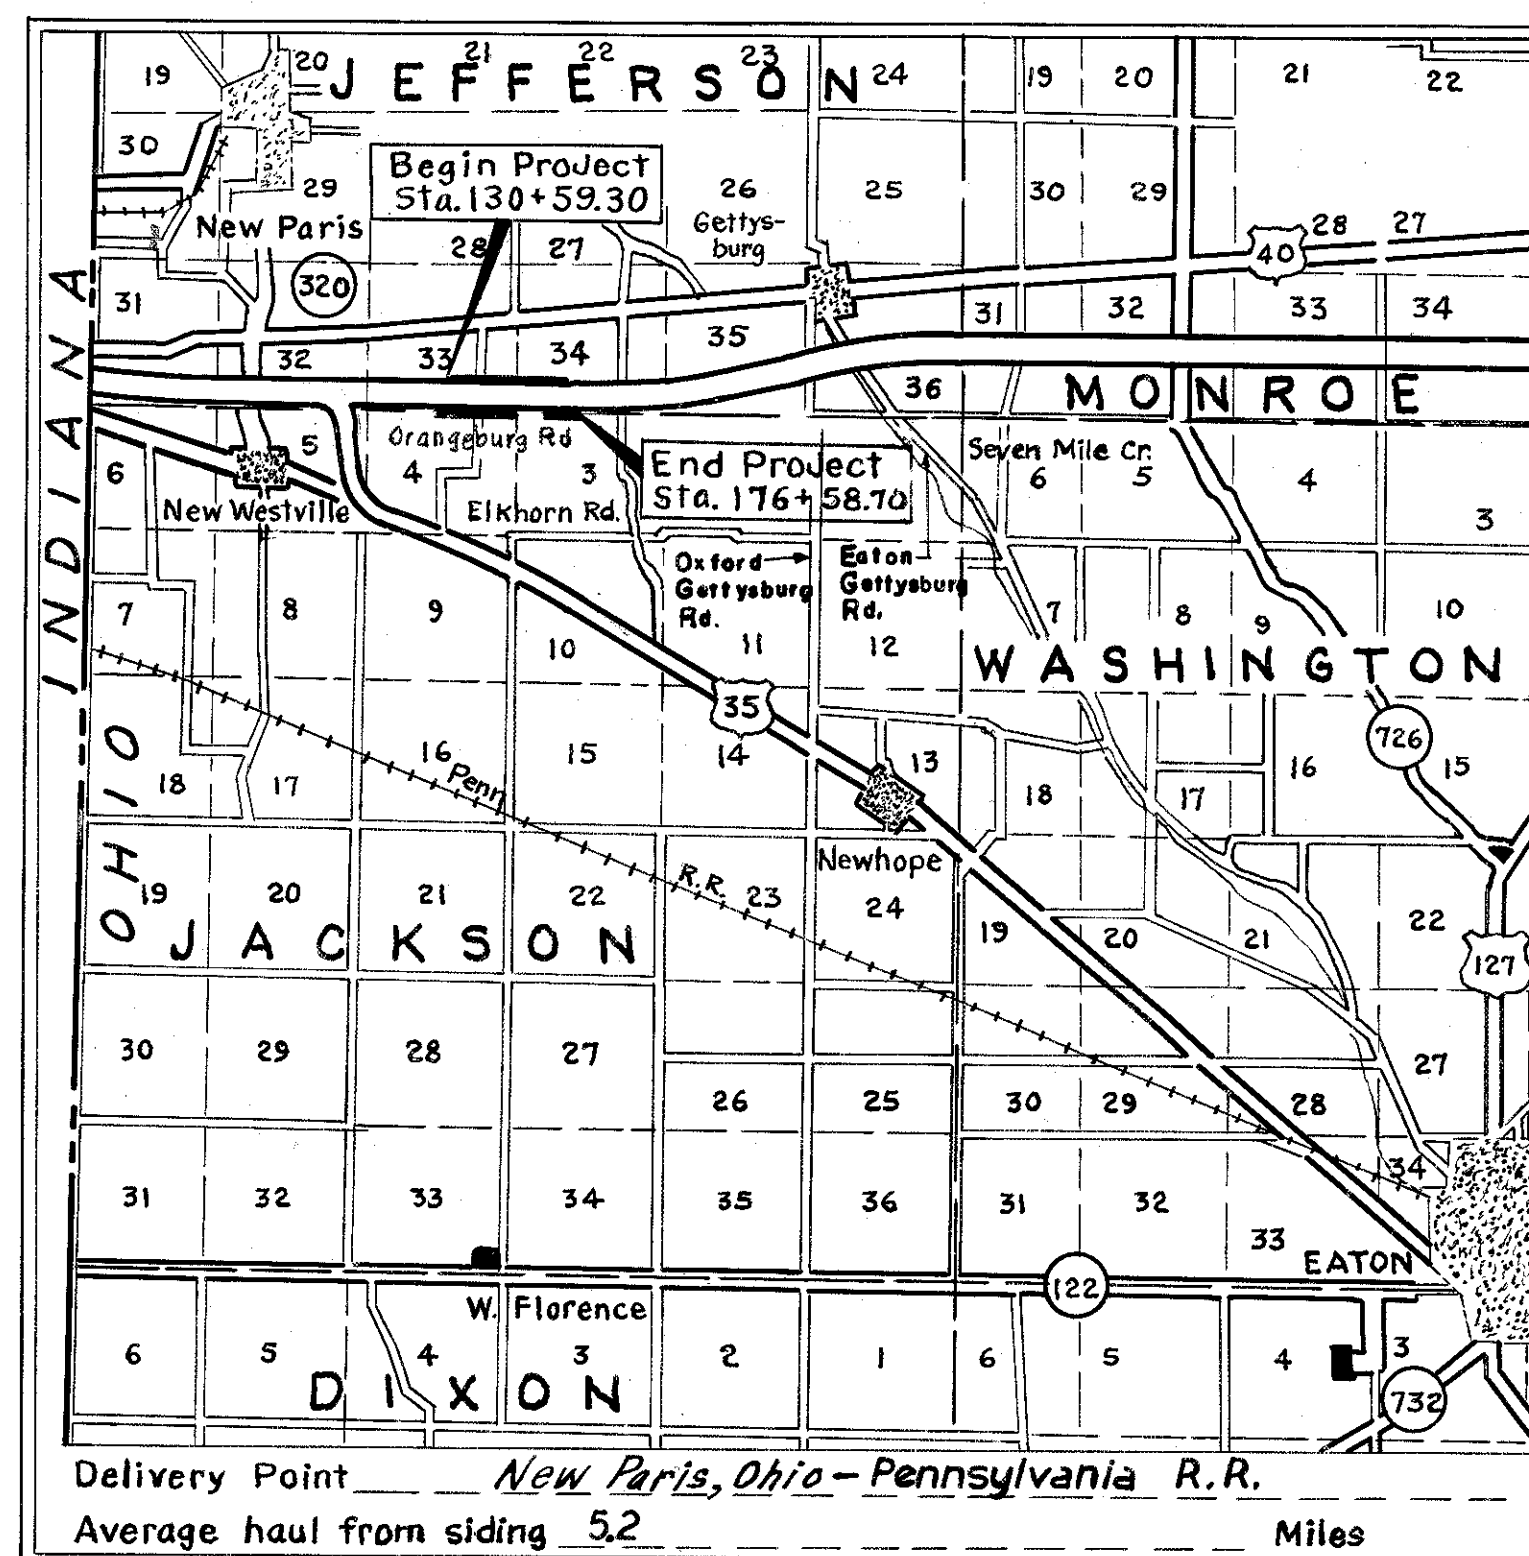 19 20 21 22 23 24 19 20 21 22
JEFFERSON
30
Begin Project
Sta. 130+59.30
29 26 25 30 29 28 27
New Paris
Gettys-
burg
28 27
40
320
31 31 32 33 34
32 33 34 35
36
MONROE
INDIANA
5 Orangeburg Rd
Seven Mile Cr.
6 4 3
End Project
Sta. 176+58.70
6 5 4 3
New Westville
Elkhorn Rd.
Oxford
Gettysburg
Rd.
Eaton
Gettysburg
Rd.
7 8 9 10 11 12 7 8 9 10
WASHINGTON
35
726
OHIO
18 17 16 15 14 13 18 17 16 15
Penn
R.R.
Newhope
19 20 21 22 23 24 19 20 21 22
JACKSON
127
30 29 28 27 26 25 30 29 28 27
31 32 33 34 35 36 31 32 33 34
EATON
122
W. Florence
6 5 4 3 2 1 6 5 4 3
DIXON
732
Delivery Point New Paris, Ohio - Pennsylvania R.R.
Average haul from siding 5.2 Miles